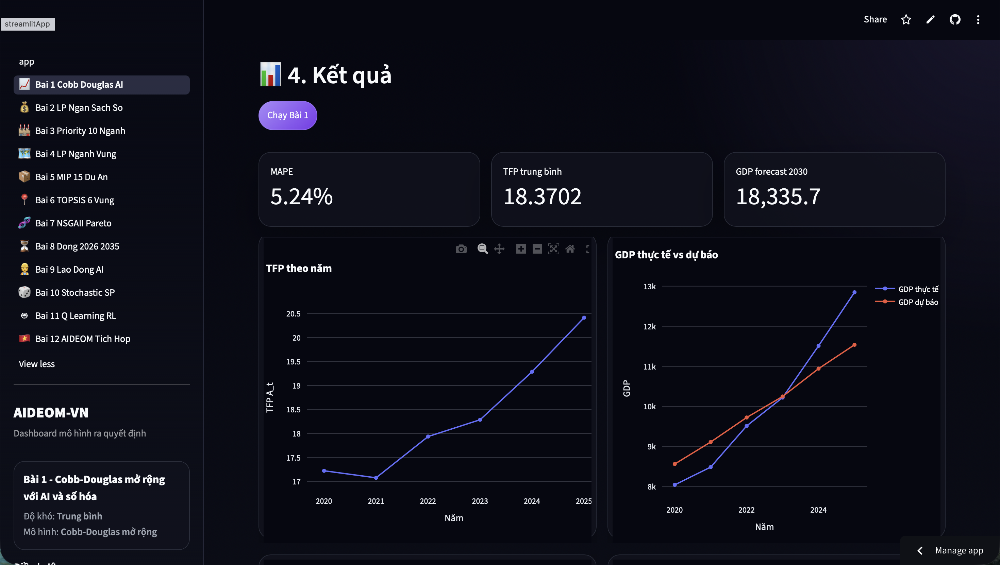 streamlitApp
app
Bai 1 Cobb Douglas AI
Bai 2 LP Ngan Sach So
Bai 3 Priority 10 Nganh
Bai 4 LP Nganh Vung
Bai 5 MIP 15 Du An
Bai 6 TOPSIS 6 Vung
Bai 7 NSGAII Pareto
Bai 8 Dong 2026 2035
Bai 9 Lao Dong AI
Bai 10 Stochastic SP
Bai 11 Q Learning RL
Bai 12 AIDEOM Tich Hop
View less
AIDEOM-VN
Dashboard mô hình ra quyết định
Bài 1 - Cobb-Douglas mở rộng
với AI và số hóa
Độ khó: Trung bình
Mô hình: Cobb-Douglas mở rộng
Share
4. Kết quả
Chạy Bài 1
MAPE
5.24%
TFP trung bình
18.3702
GDP forecast 2030
18,335.7
TFP theo năm
TFP A_t
20.5
20
19.5
19
18.5
18
17.5
17
2020 2021 2022 2023 2024 2025
Năm
GDP thực tế vs dự báo
GDP
13k
12k
11k
10k
9k
8k
2020 2022 2024
Năm
GDP thực tế
GDP dự báo
Manage app